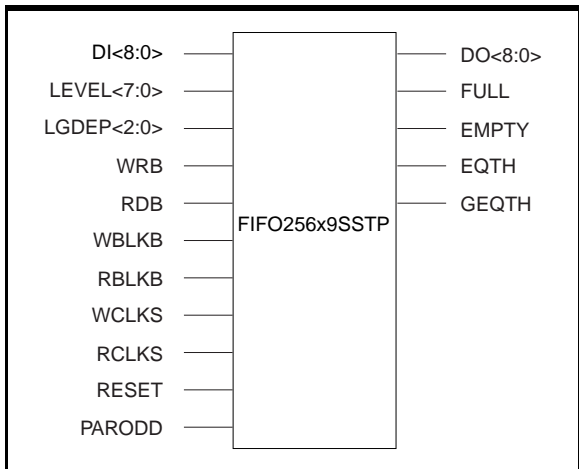 DI<8:0>
LEVEL<7:0>
LGDEP<2:0>
WRB
RDB
WBLKB
RBLKB
WCLKS
RCLKS
RESET
PARODD
FIFO256x9SSTP
DO<8:0>
FULL
EMPTY
EQTH
GEQTH